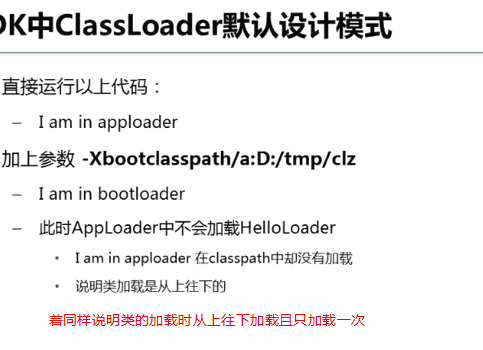 DK中ClassLoader默认设计模式
直接运行以上代码：
– I am in apploader
加上参数 -Xbootclasspath/a:D:/tmp/clz
– I am in bootloader
– 此时AppLoader中不会加载HelloLoader
• I am in apploader 在classpath中却没有加载
• 说明类加载是从上往下的
着同样说明类的加载时从上往下加载且只加载一次